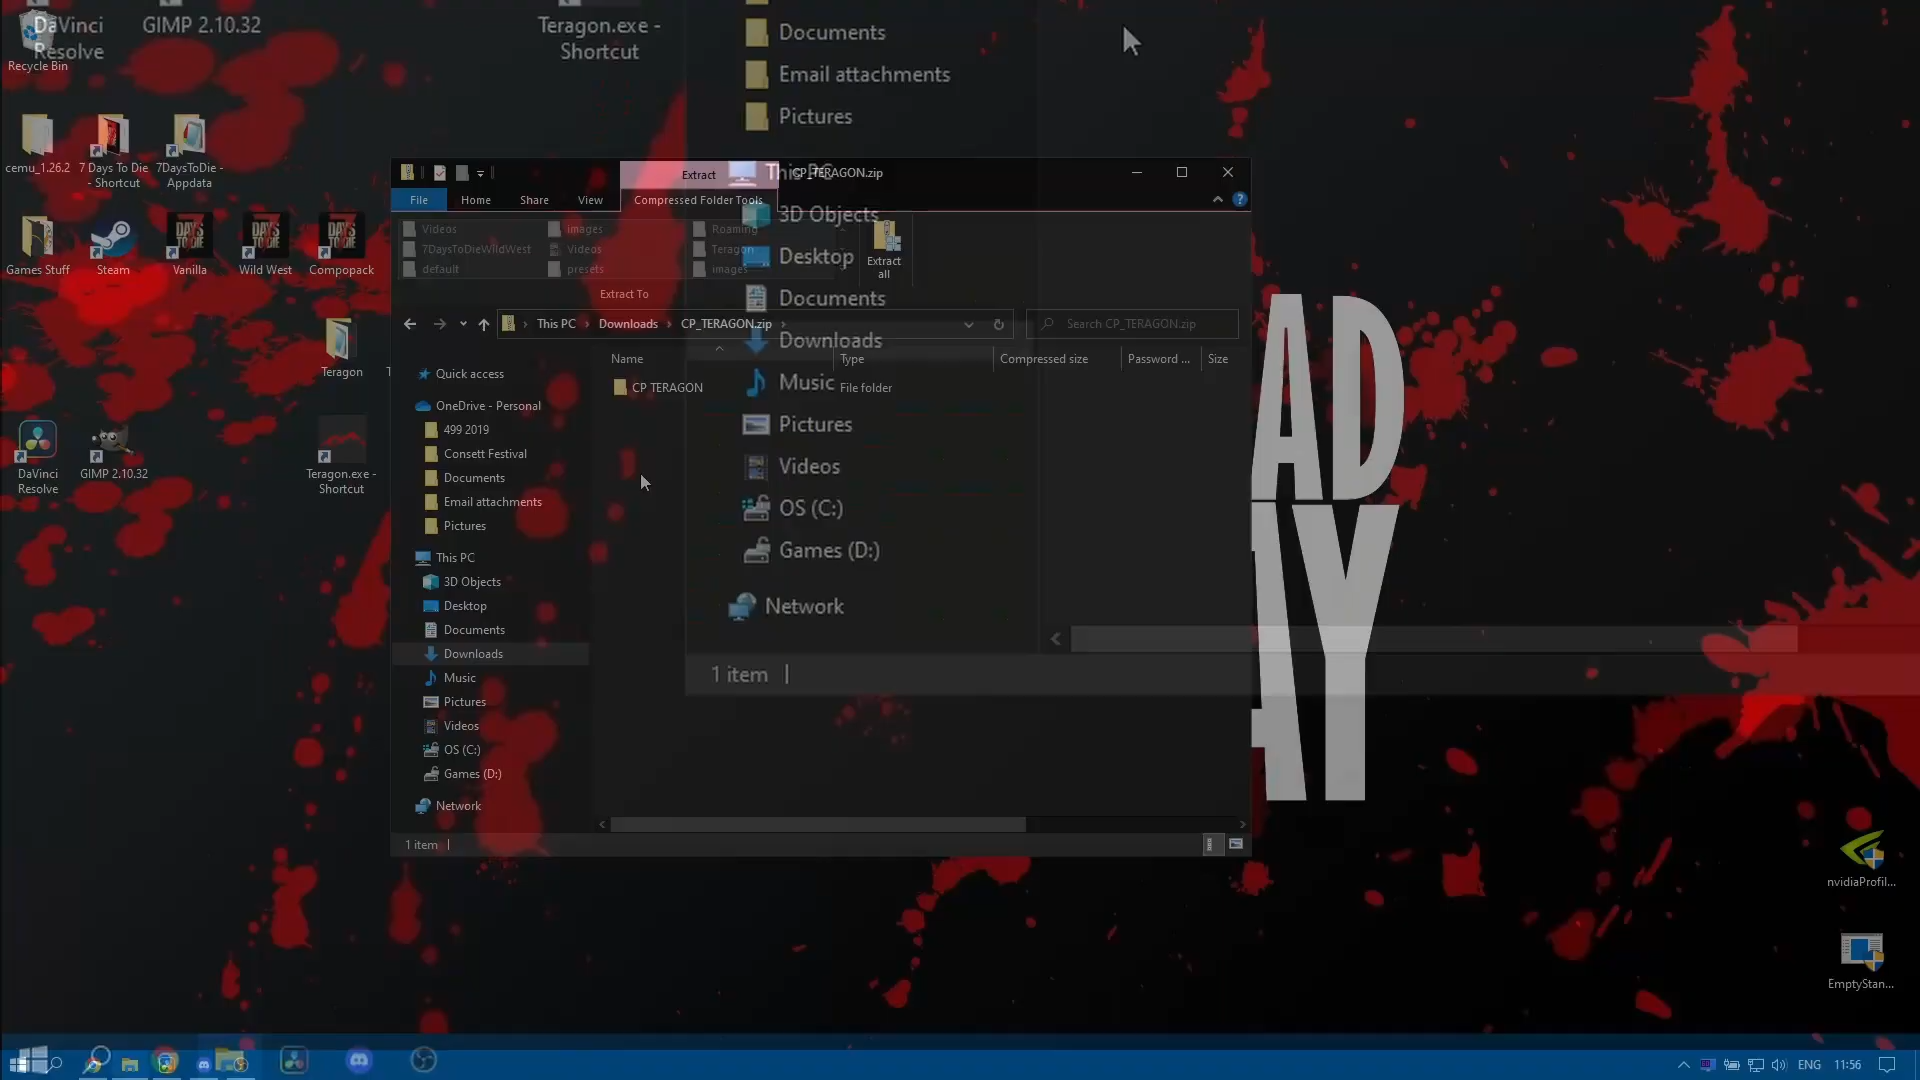 DaVinci
Resolve
GIMP 2.10.32
Teragon.exe -
Shortcut
Recycle Bin
Documents
Email attachments
Pictures
cemu_1.26.2
7 Days To Die
- Shortcut
7DaysToDie -
Appdata
Extract
This PC
CP_TERAGON.zip
File
Home
Share
View
Compressed Folder Tools
3D Objects
Videos
images
Roaming
7DaysToDieWildWest
Videos
Teragon
default
presets
images
Extract
all
Desktop
Games Stuff
Steam
Vanilla
Wild West
Compopack
Extract To
Documents
This PC
Downloads
CP_TERAGON.zip
Search CP_TERAGON.zip
Downloads
Name
Type
Compressed size
Password ...
Size
Teragon
Quick access
CP TERAGON
File folder
Music
OneDrive - Personal
499 2019
Pictures
Consett Festival
Documents
Videos
Email attachments
OS (C:)
Pictures
Games (D:)
DaVinci
Resolve
GIMP 2.10.32
Teragon.exe -
Shortcut
This PC
3D Objects
Desktop
Network
Documents
Downloads
1 item
Music
Pictures
Videos
OS (C:)
Games (D:)
Network
1 item
AD
AY
nvidiaProfil...
EmptyStan...
ENG
11:56